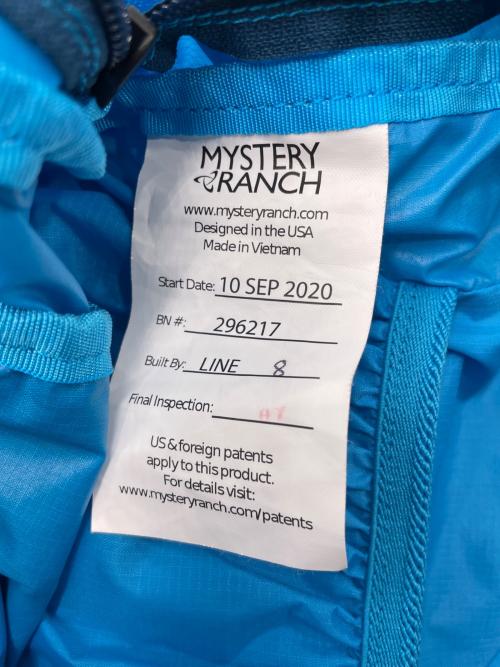 MYSTERY
RANCH
www.mysteryranch.com
Designed in the USA
Made in Vietnam
Start Date: 10 SEP 2020
BN #: 296217
Built By: LINE 8
Final Inspection:
US & foreign patents
apply to this product.
For details visit:
www.mysteryranch.com/patents